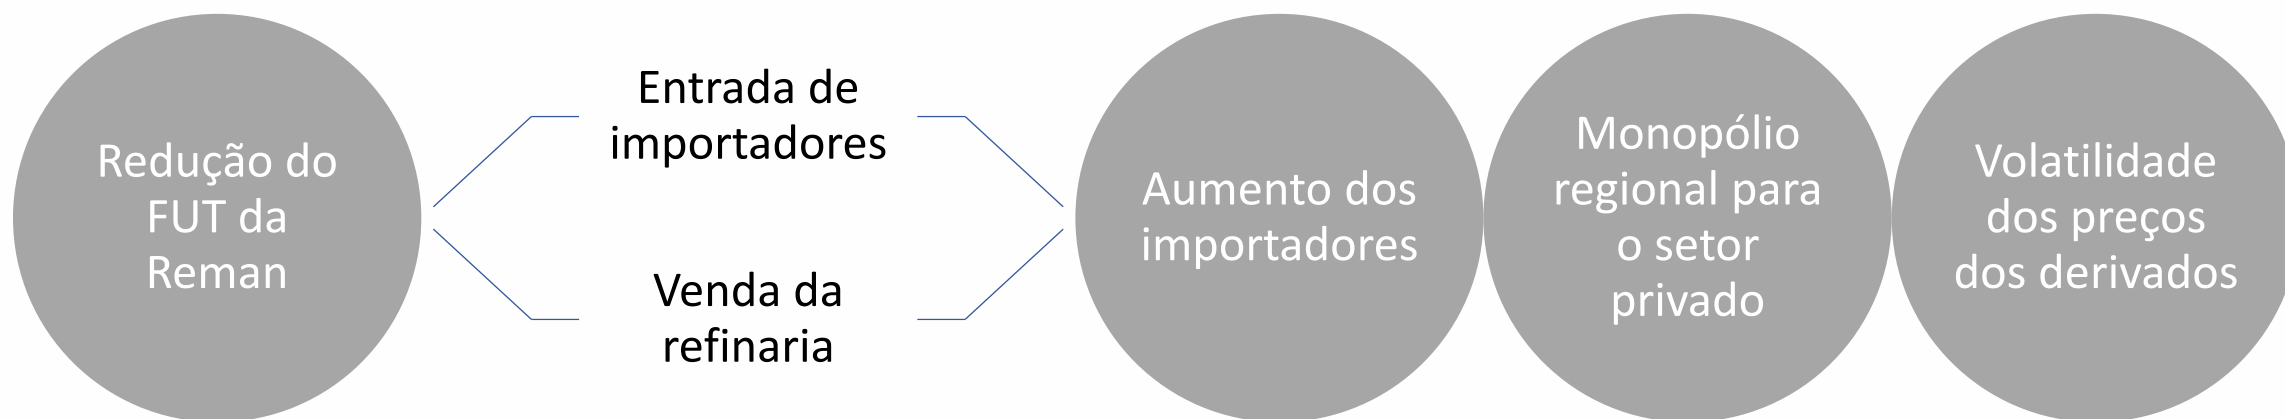 Redução do
FUT da
Reman
Entrada de
importadores
Venda da
refinaria
Aumento dos
importadores
Monopólio
regional para
o setor
privado
Volatilidade
dos preços
dos derivados